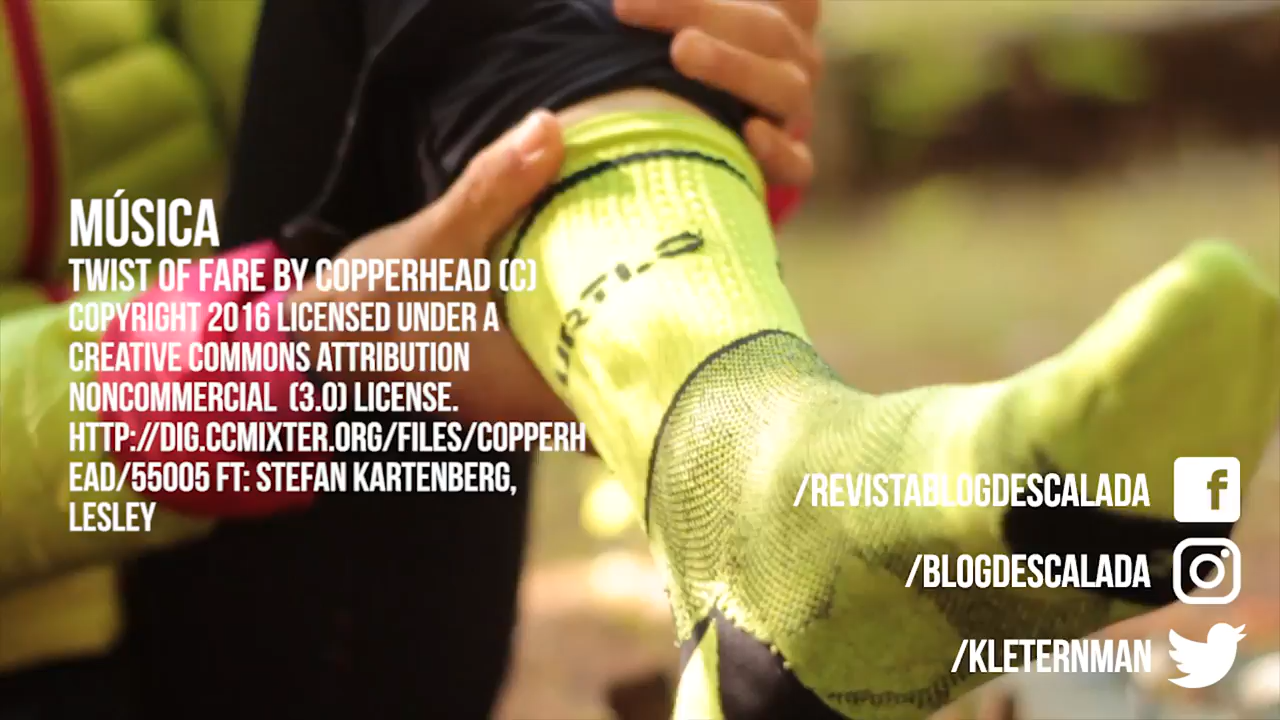 MÚSICA
TWIST OF FARE BY COPPERHEAD (C)
COPYRIGHT 2016 LICENSED UNDER A
CREATIVE COMMONS ATTRIBUTION
NONCOMMERCIAL (3.0) LICENSE.
HTTP://DIG.CCMIXTER.ORG/FILES/COPPERH
EAD/55005 FT: STEFAN KARTENBERG,
LESLEY
/REVISTABLOGDESCALADA
/BLOGDESCALADA
/KLETERNMAN